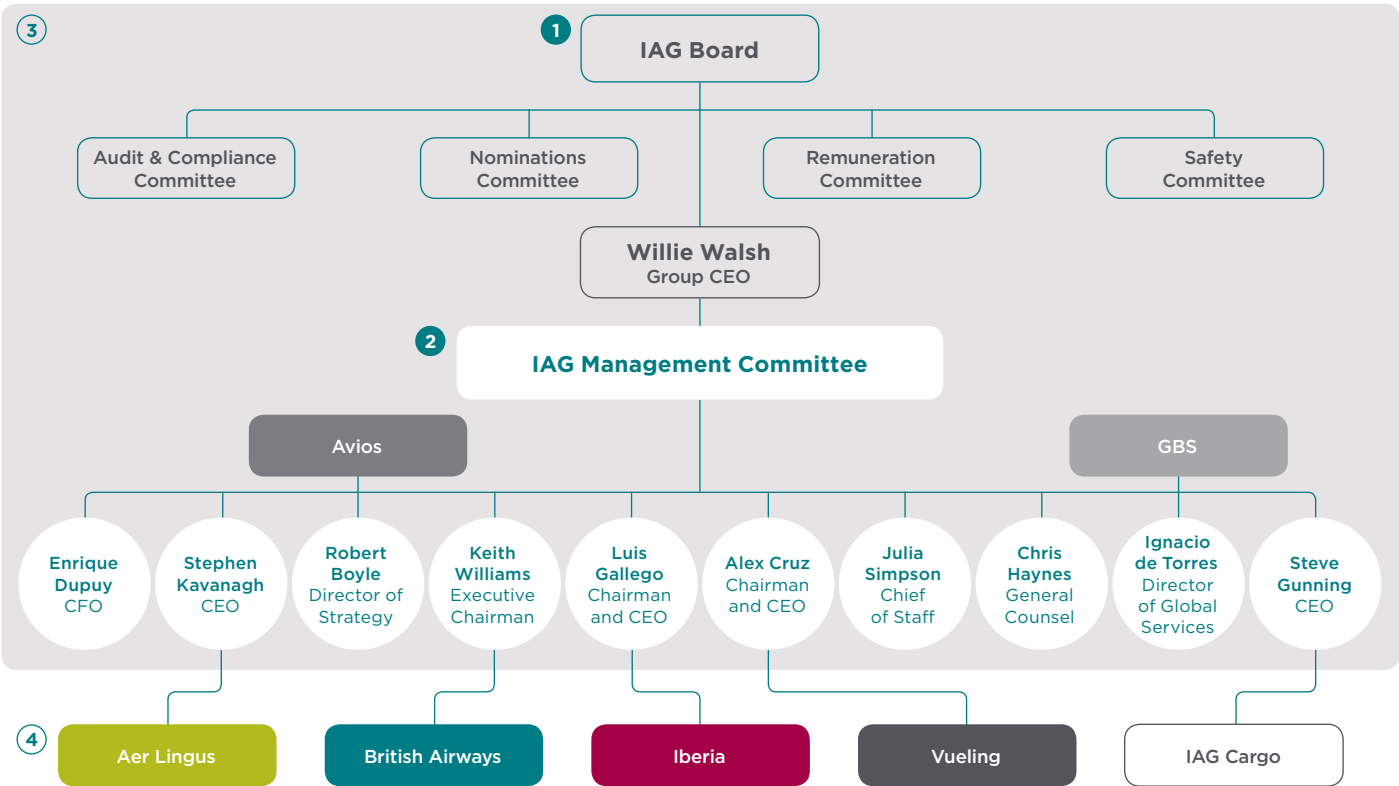 3
1
IAG Board
Audit & Compliance
Committee
Nominations
Committee
Remuneration
Committee
Safety
Committee
Willie Walsh
Group CEO
2
IAG Management Committee
Avios
GBS
Enrique
Dupuy
CFO
Stephen
Kavanagh
CEO
Robert
Boyle
Director of
Strategy
Keith
Williams
Executive
Chairman
Luis
Gallego
Chairman
and CEO
Alex Cruz
Chairman
and CEO
Julia
Simpson
Chief
of Staff
Chris
Haynes
General
Counsel
Ignacio
de Torres
Director
of Global
Services
Steve
Gunning
CEO
4
Aer Lingus
British Airways
Iberia
Vueling
IAG Cargo